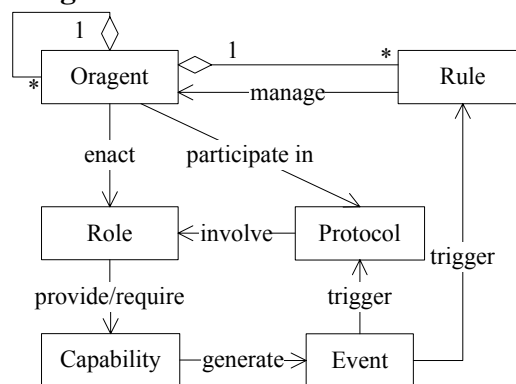 1
Oragent
*
1
*
Rule
manage
enact
participate in
Role
involve
Protocol
trigger
provide/require
trigger
Capability
generate
Event